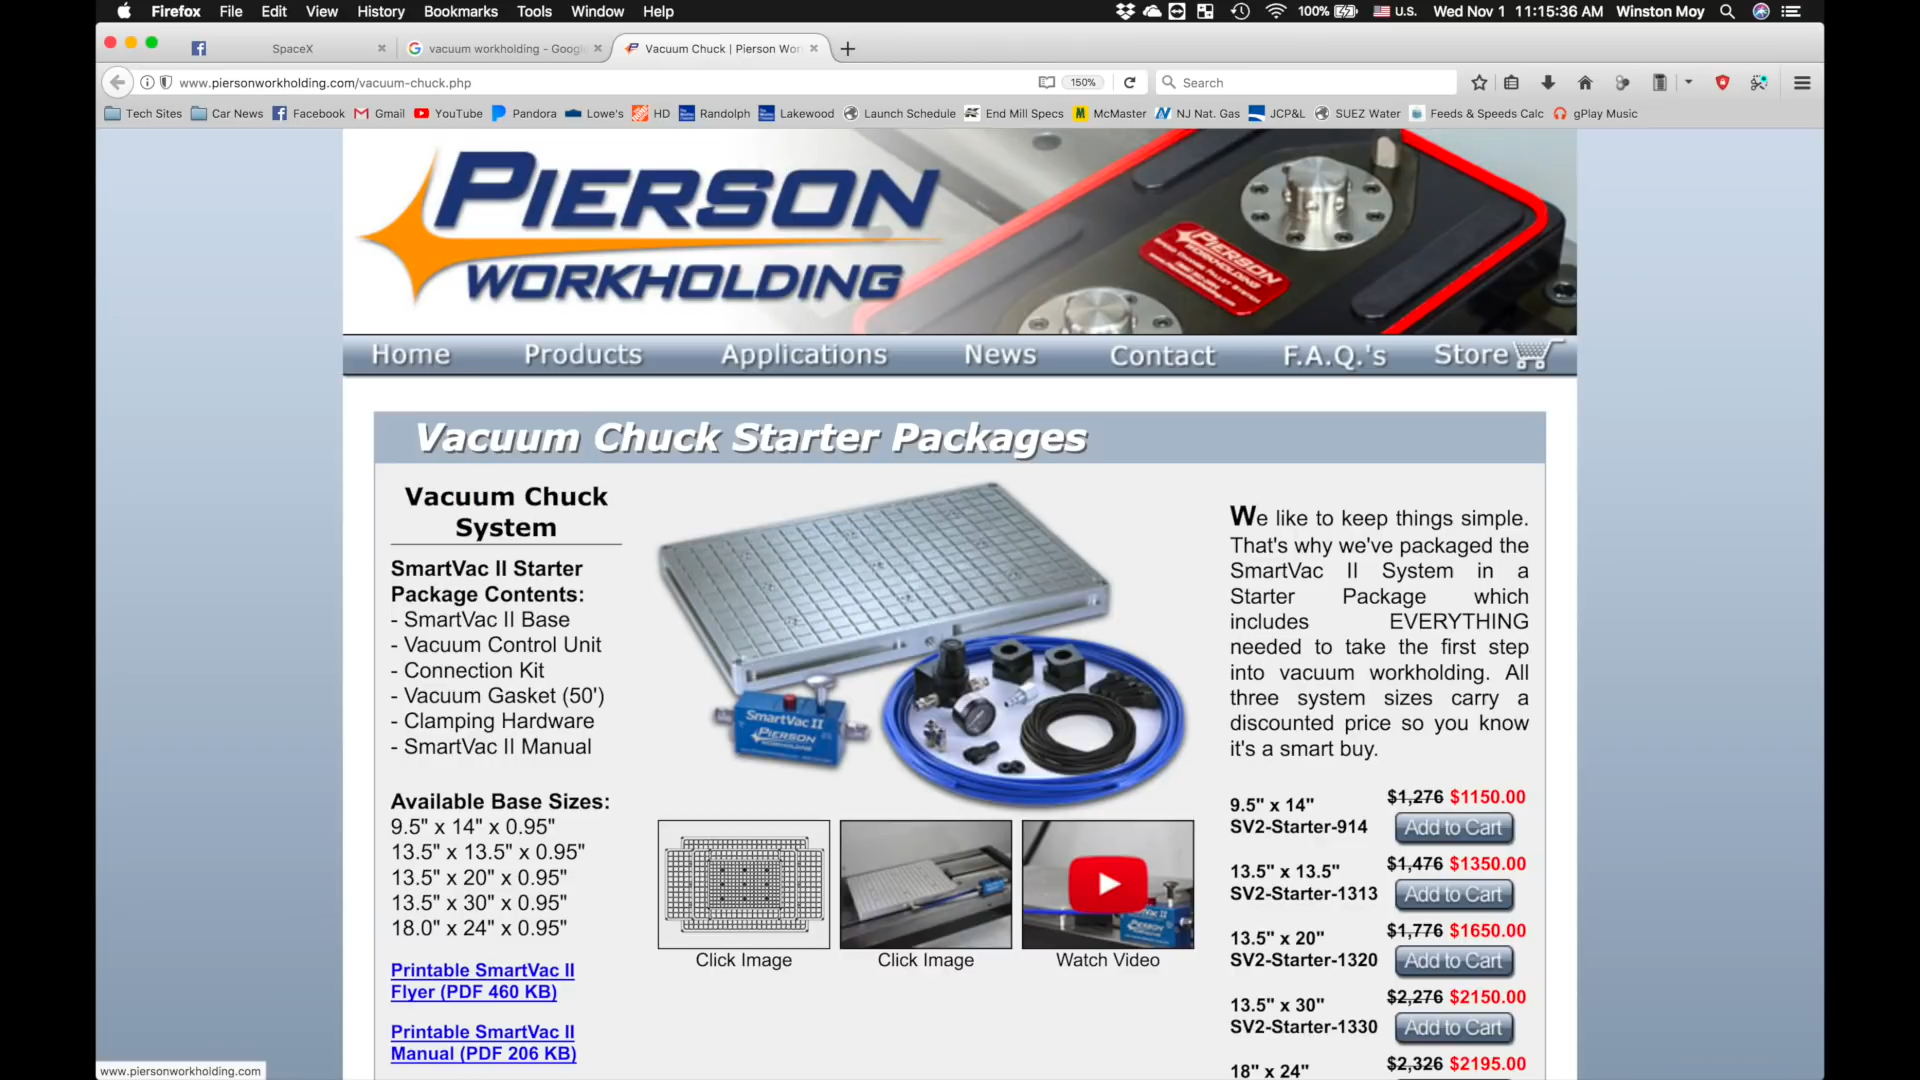 Firefox File Edit View History Bookmarks Tools Window Help 100% U.S. Wed Nov 1 11:15:36 AM Winston Moy
SpaceX vacuum workholding - Goog Vacuum Chuck | Pierson Wor
www.piersonworkholding.com/vacuum-chuck.php 150% Search
Tech Sites Car News Facebook Gmail YouTube Pandora Lowe's HD Randolph Lakewood Launch Schedule End Mill Specs McMaster NJ Nat. Gas JCP&L SUEZ Water Feeds & Speeds Calc gPlay Music
PIERSON
WORKHOLDING
PIERSON
WORKHOLDING
Home Products Applications News Contact F.A.Q.'s Store
Vacuum Chuck Starter Packages
Vacuum Chuck
System
SmartVac II Starter
Package Contents:
- SmartVac II Base
- Vacuum Control Unit
- Connection Kit
- Vacuum Gasket (50')
- Clamping Hardware
- SmartVac II Manual
Available Base Sizes:
9.5" x 14" x 0.95"
13.5" x 13.5" x 0.95"
13.5" x 20" x 0.95"
13.5" x 30" x 0.95"
18.0" x 24" x 0.95"
Printable SmartVac II
Flyer (PDF 460 KB)
Printable SmartVac II
Manual (PDF 206 KB)
SmartVac II
PIERSON
WORKHOLDING
Click Image
Click Image
Watch Video
We like to keep things simple.
That's why we've packaged the
SmartVac II System in a
Starter Package which
includes EVERYTHING
needed to take the first step
into vacuum workholding. All
three system sizes carry a
discounted price so you know
it's a smart buy.
9.5" x 14" $1,276 $1150.00
SV2-Starter-914 Add to Cart
13.5" x 13.5" $1,476 $1350.00
SV2-Starter-1313 Add to Cart
13.5" x 20" $1,776 $1650.00
SV2-Starter-1320 Add to Cart
13.5" x 30" $2,276 $2150.00
SV2-Starter-1330 Add to Cart
18" x 24" $2,326 $2195.00
www.piersonworkholding.com